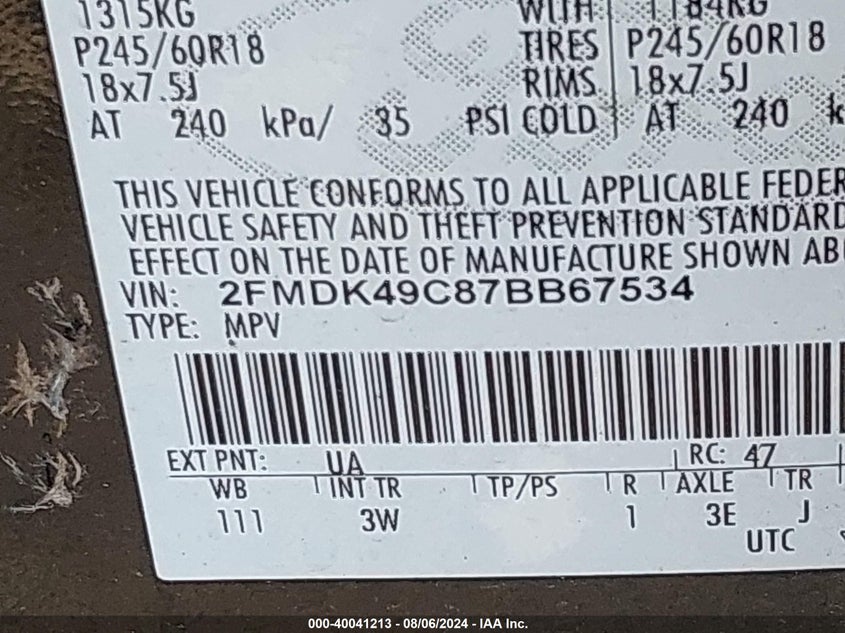 1315KG WITH 1184KG
P245/60R18 TIRES P245/60R18
18x7.5J RIMS 18x7.5J
AT 240 kPa/ 35 PSI COLD AT 240 k
THIS VEHICLE CONFORMS TO ALL APPLICABLE FEDER
VEHICLE SAFETY AND THEFT PREVENTION STANDARD
EFFECT ON THE DATE OF MANUFACTURE SHOWN AB
VIN: 2FMDK49C87BB67534
TYPE: MPV
EXT PNT: UA RC: 47
WB INT TR TP/PS R AXLE TR
111 3W 1 3E J
UTC
000-40041213 - 08/06/2024 - IAA Inc.